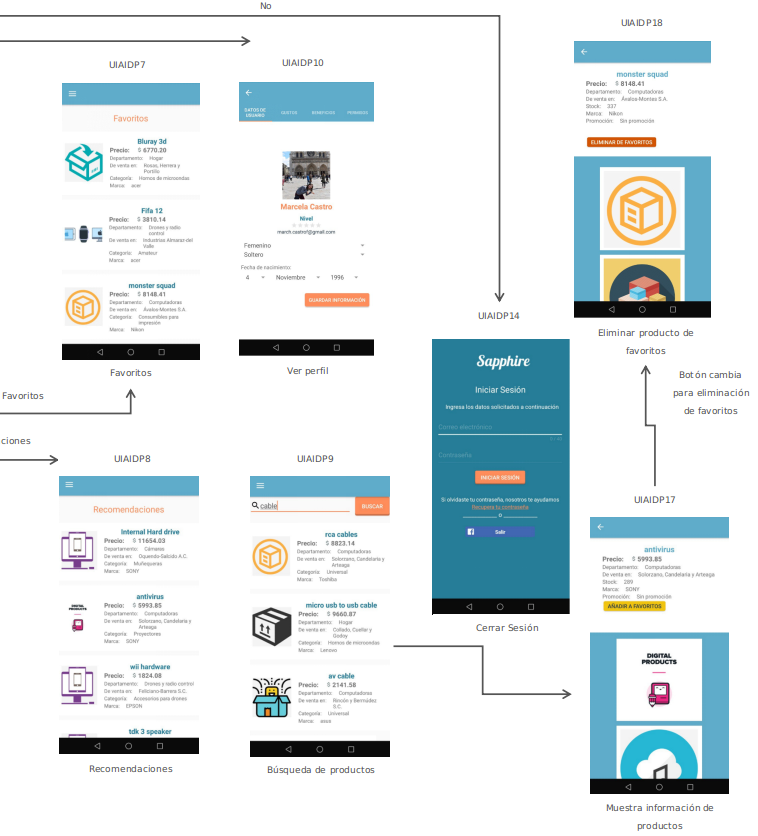 No
UIAIDP18
UIAIDP7
UIAIDP10
monster squad
Precio: $ 8148.41
Departamento: Computadoras
De venta en: Ávalos-Montes S.A.
Stock: 337
Marca: Nikon
Promoción: Sin promoción
ELIMINAR DE FAVORITOS
Eliminar producto de
favoritos
Favoritos
Bluray 3d
Precio: $ 6770.20
Departamento: Hogar
De venta en: Rosas, Herrera y
Portillo
Categoría: Hornos de microondas
Marca: acer
Fifa 12
Precio: $ 3810.14
Departamento: Drones y radio
control
De venta en: Industrias Almaraz-del
Valle
Categoría: Amateur
Marca: acer
monster squad
Precio: $ 8148.41
Departamento: Computadoras
De venta en: Ávalos-Montes S.A.
Categoría: Consumibles para
impresión
Marca: Nikon
Favoritos
DATOS DE
USUARIO
GUSTOS
BENEFICIOS
PERMISOS
Marcela Castro
Nivel
march.castrof@gmail.com
Femenino
Soltero
Fecha de nacimiento:
4 Noviembre 1996
GUARDAR INFORMACIÓN
Ver perfil
UIAIDP14
Sapphire
Iniciar Sesión
Ingresa los datos solicitados a continuación
Correo electrónico
Contraseña
INICIAR SESIÓN
Si olvidaste tu contraseña, nosotros te ayudamos
Recupera tu contraseña
o
Salir
Cerrar Sesión
Botón cambia
para eliminación
de favoritos
Favoritos
ciones
UIAIDP8
UIAIDP9
UIAIDP17
Recomendaciones
Internal Hard drive
Precio: $ 11654.03
Departamento: Cámaras
De venta en: Oquendo-Salcido A.C.
Categoría: Muñequeras
Marca: SONY
antivirus
Precio: $ 5993.85
Departamento: Computadoras
De venta en: Solorzano, Candelaria y
Arteaga
Categoría: Proyectores
Marca: SONY
wii hardware
Precio: $ 1824.08
Departamento: Drones y radio control
De venta en: Feliciano-Barrera S.C.
Categoría: Accesorios para drones
Marca: EPSON
tdk 3 speaker
Recomendaciones
cable
BUSCAR
rca cables
Precio: $ 8823.14
Departamento: Computadoras
De venta en: Solorzano, Candelaria y
Arteaga
Categoría: Universal
Marca: Toshiba
micro usb to usb cable
Precio: $ 9660.87
Departamento: Hogar
De venta en: Collado, Cuellar y
Godoy
Categoría: Hornos de microondas
Marca: Lenovo
av cable
Precio: $ 2141.58
Departamento: Computadoras
De venta en: Rincón y Bermúdez
S.C.
Categoría: Universal
Marca: asus
Búsqueda de productos
antivirus
Precio: $ 5993.85
Departamento: Computadoras
De venta en: Solorzano, Candelaria y Arteaga
Stock: 289
Marca: SONY
Promoción: Sin promoción
AÑADIR A FAVORITOS
DIGITAL
PRODUCTS
Muestra información de
productos